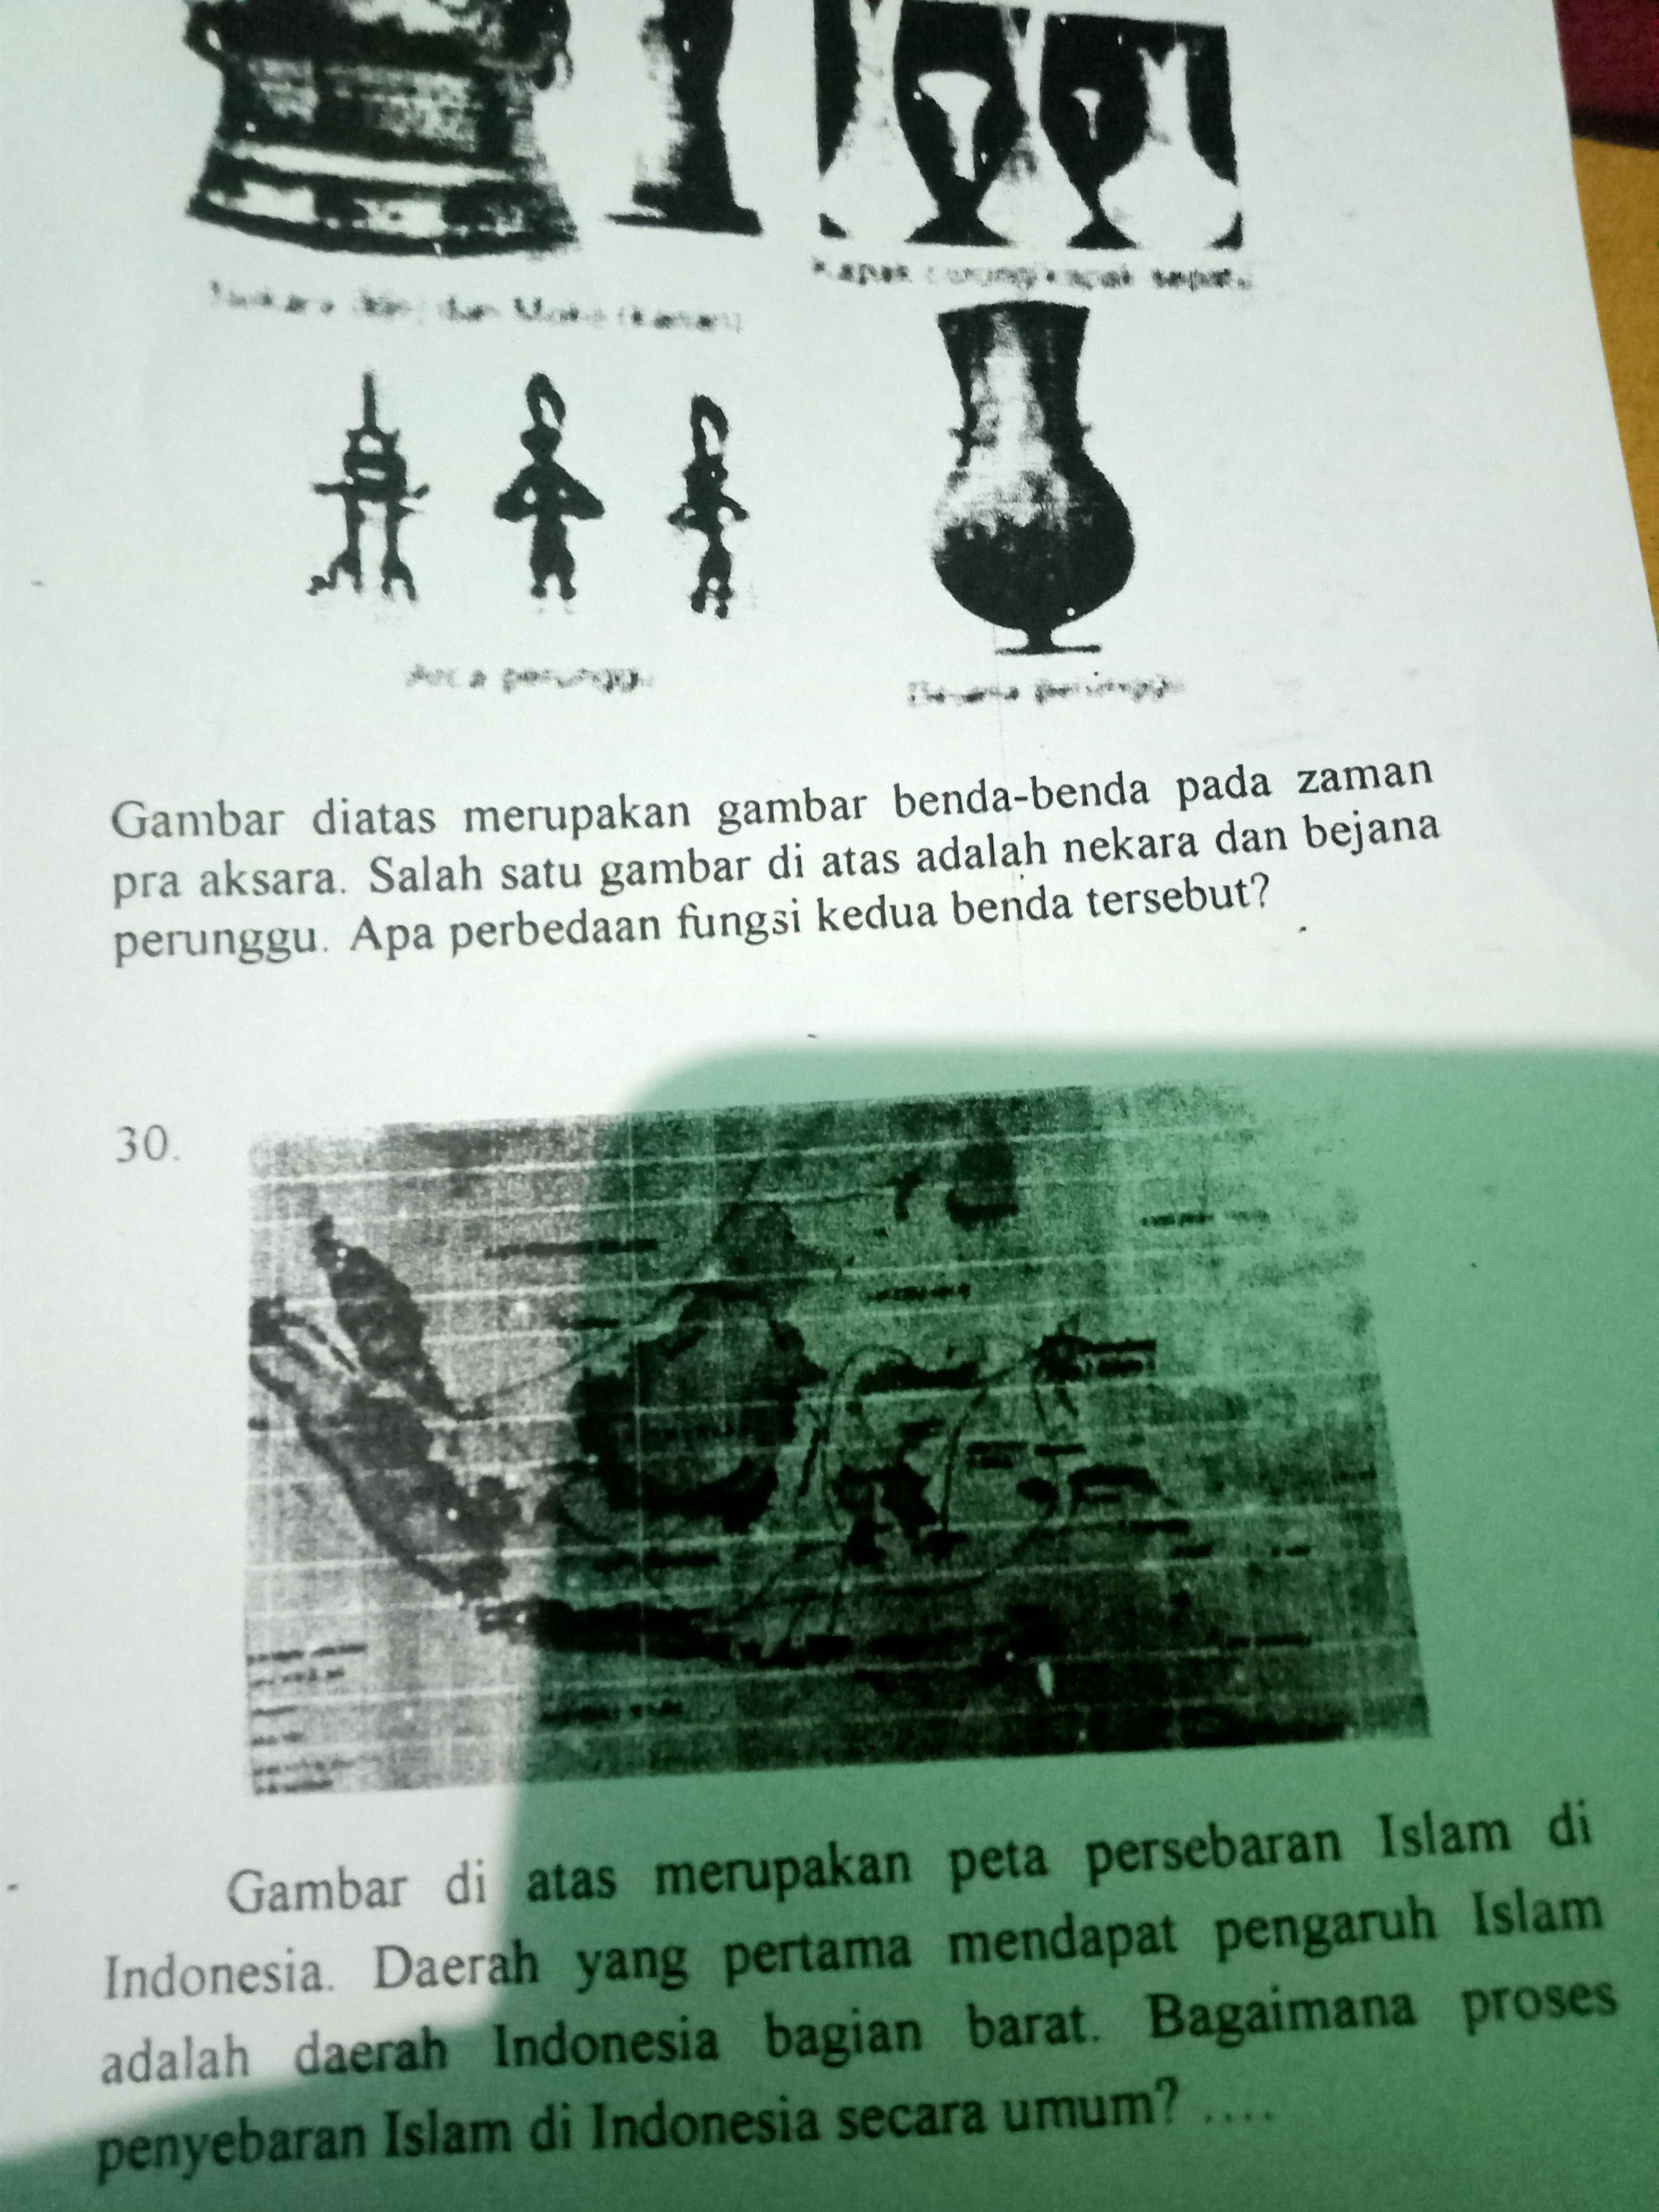 Moko (kanan)
Kapak corong kapak sepatu
Arca perunggu
Bejana perunggu
Gambar diatas merupakan gambar benda-benda pada zaman
pra aksara. Salah satu gambar di atas adalah nekara dan bejana
perunggu. Apa perbedaan fungsi kedua benda tersebut?
30.
Gambar di atas merupakan peta persebaran Islam di
Indonesia. Daerah yang pertama mendapat pengaruh Islam
adalah daerah Indonesia bagian barat. Bagaimana proses
penyebaran Islam di Indonesia secara umum? ....